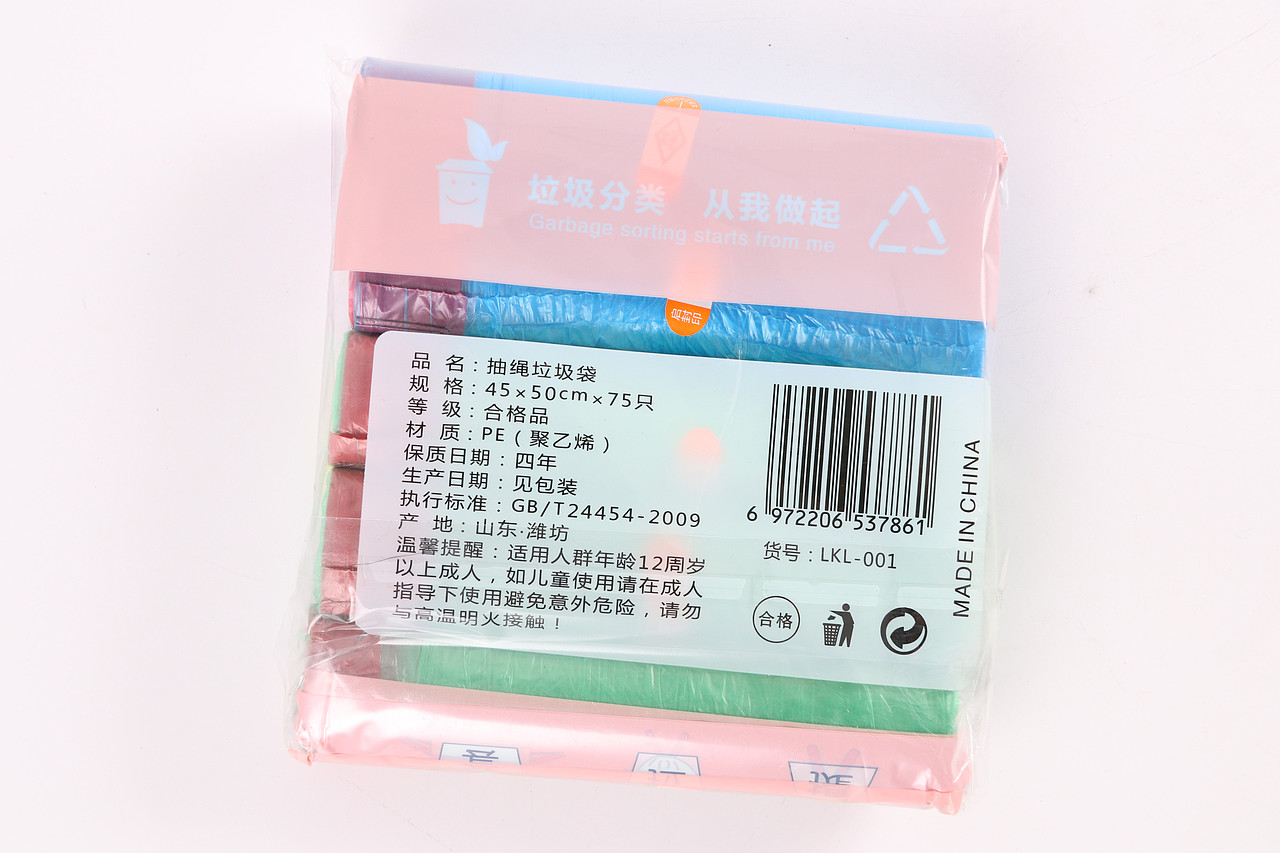 垃圾分类 从我做起
Garbage sorting starts from me
启封印
品 名：抽绳垃圾袋
规 格：45×50cm×75只
等 级：合格品
材 质：PE（聚乙烯）
保质日期：四年
生产日期：见包装
执行标准：GB/T24454-2009
产 地：山东·潍坊
温馨提醒：适用人群年龄12周岁
以上成人，如儿童使用请在成人
指导下使用避免意外危险，请勿
与高温明火接触！
6 972206 537861
货号：LKL-001
合格
MADE IN CHINA